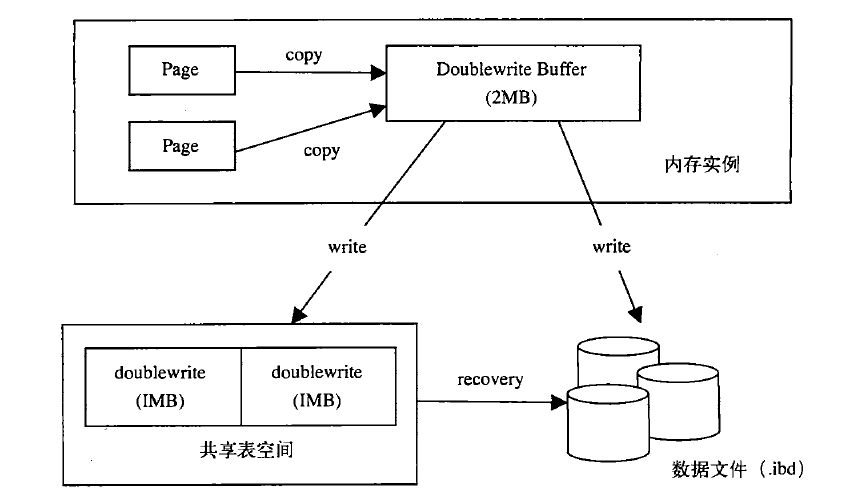 Page
copy
Doublewrite Buffer
(2MB)
Page
copy
内存实例
write
write
doublewrite
(IMB)
doublewrite
(IMB)
recovery
共享表空间
数据文件（.ibd）